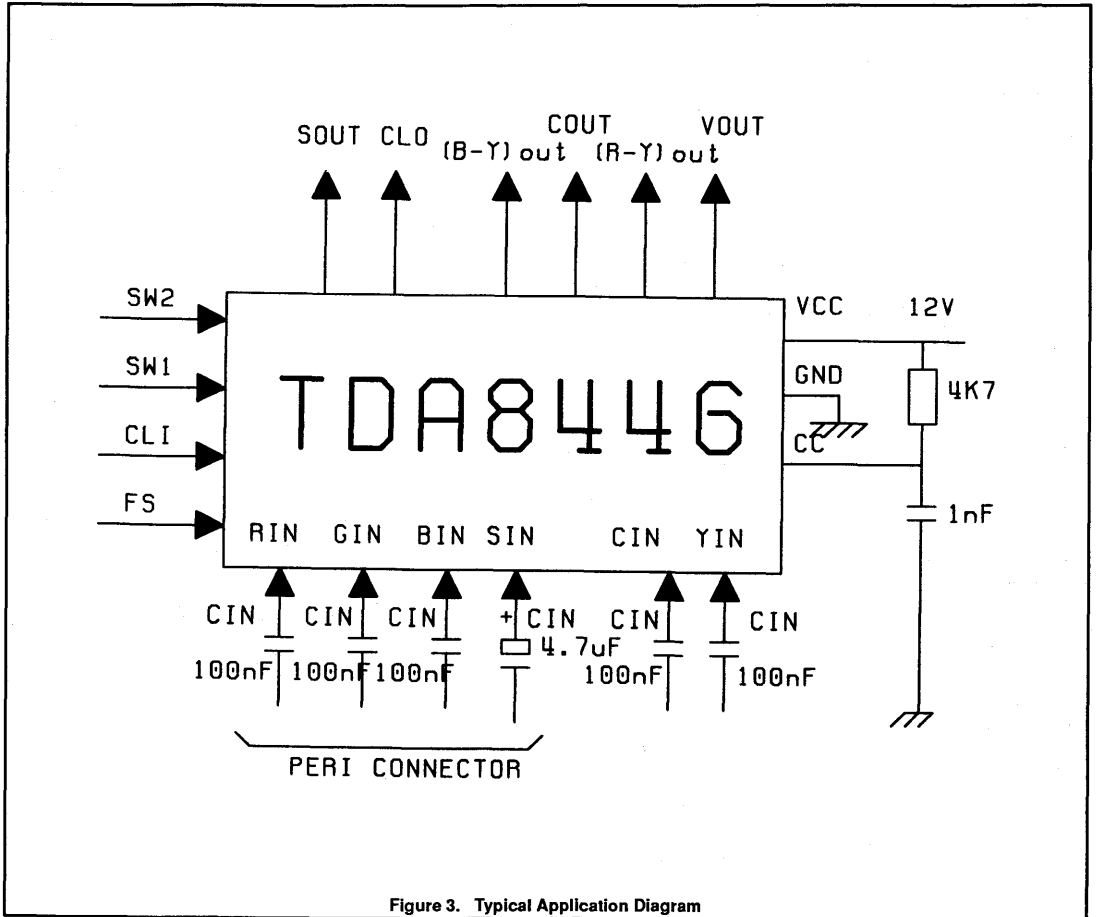 SOUT CLO
COUT
VOUT
(B-Y) out
(R-Y) out
SW2
SW1
CLI
FS
VCC
12V
GND
4K7
CC
1nF
TDA8446
RIN GIN BIN SIN CIN YIN
CIN CIN CIN + CIN CIN CIN
4.7uF
100nF 100nF 100nF 100nF 100nF
PERI CONNECTOR
Figure 3. Typical Application Diagram